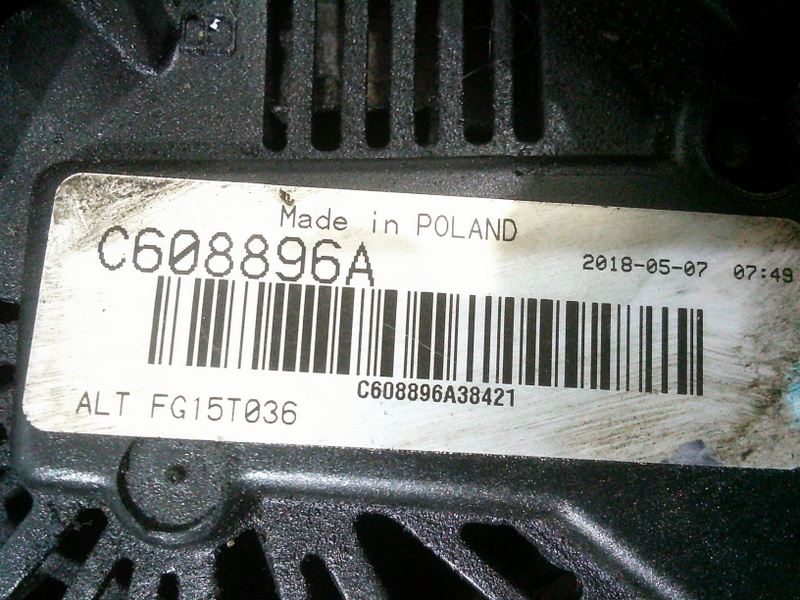 Made in POLAND
C608896A
2018-05-07 07:49
C608896A38421
ALT FG15T036